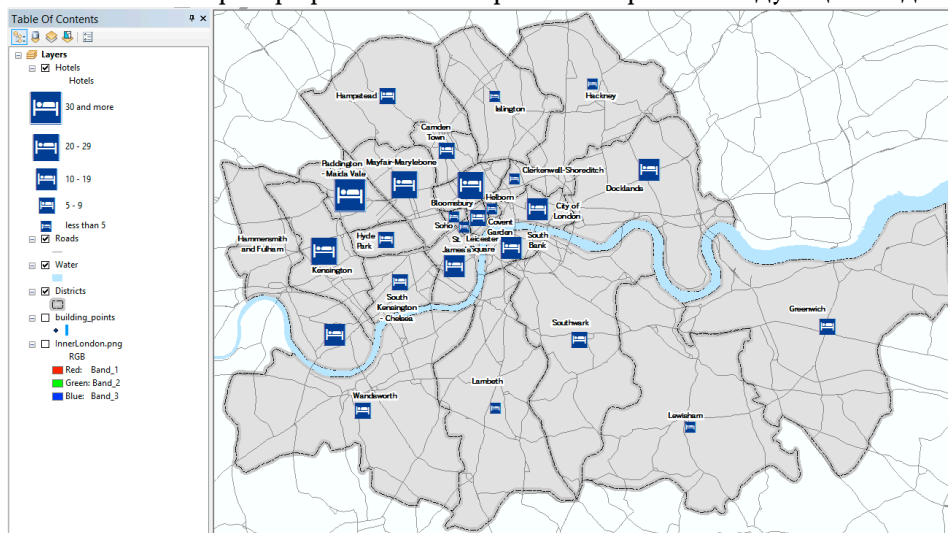 Table Of Contents
Layers
Hotels
Hotels
30 and more
20 - 29
10 - 19
5 - 9
less than 5
Roads
Water
Districts
building_points
InnerLondon.png
RGB
Red: Band_1
Green: Band_2
Blue: Band_3
Hampstead
Islington
Hackney
Camden
Town
Paddington
- Maida Vale
Mayfair-Marylebone
Clerkenwell-Shoreditch
Docklands
Bloomsbury
Holborn
City of
London
Soho
Covent
Garden
Hyde
Park
St.
James's
Leicester
Square
South
Bank
Hammersmith
and Fulham
Kensington
South
Kensington
- Chelsea
Greenwich
Southwark
Lambeth
Wandsworth
Lewisham